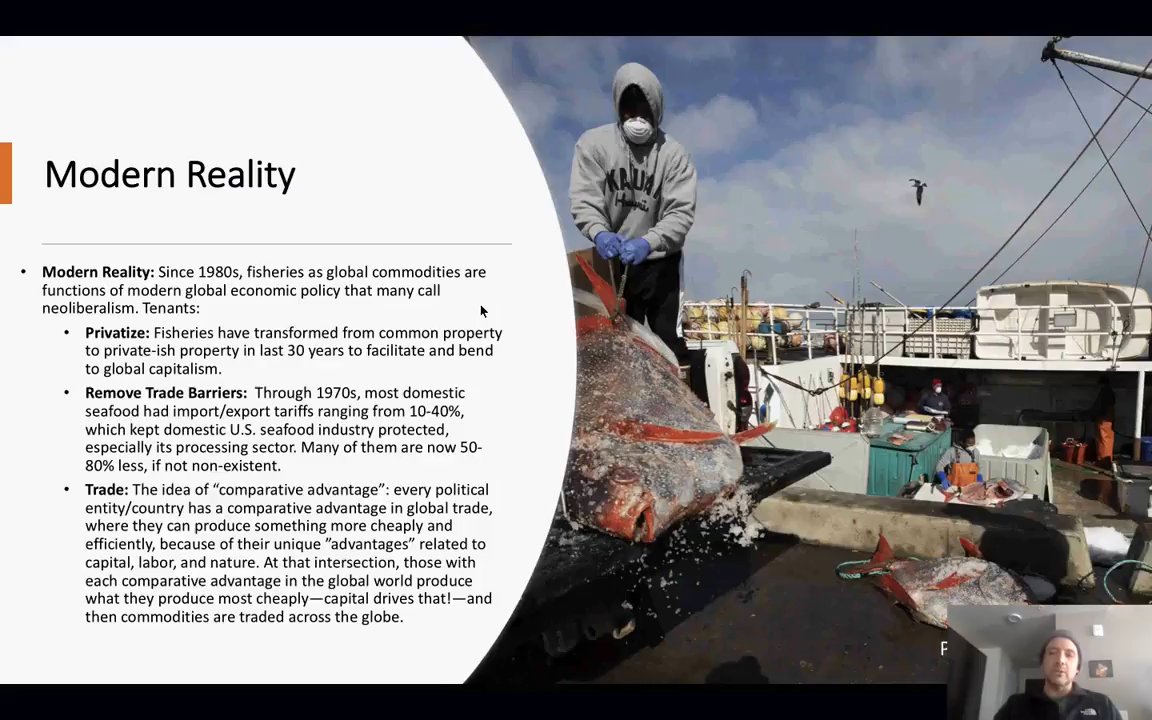 Modern Reality
• Modern Reality: Since 1980s, fisheries as global commodities are
functions of modern global economic policy that many call
neoliberalism. Tenants:
• Privatize: Fisheries have transformed from common property
to private-ish property in last 30 years to facilitate and bend
to global capitalism.
• Remove Trade Barriers:  Through 1970s, most domestic
seafood had import/export tariffs ranging from 10-40%,
which kept domestic U.S. seafood industry protected,
especially its processing sector. Many of them are now 50-
80% less, if not non-existent.
• Trade: The idea of “comparative advantage”: every political
entity/country has a comparative advantage in global trade,
where they can produce something more cheaply and
efficiently, because of their unique ”advantages” related to
capital, labor, and nature. At that intersection, those with
each comparative advantage in the global world produce
what they produce most cheaply—capital drives that!—and
then commodities are traded across the globe.